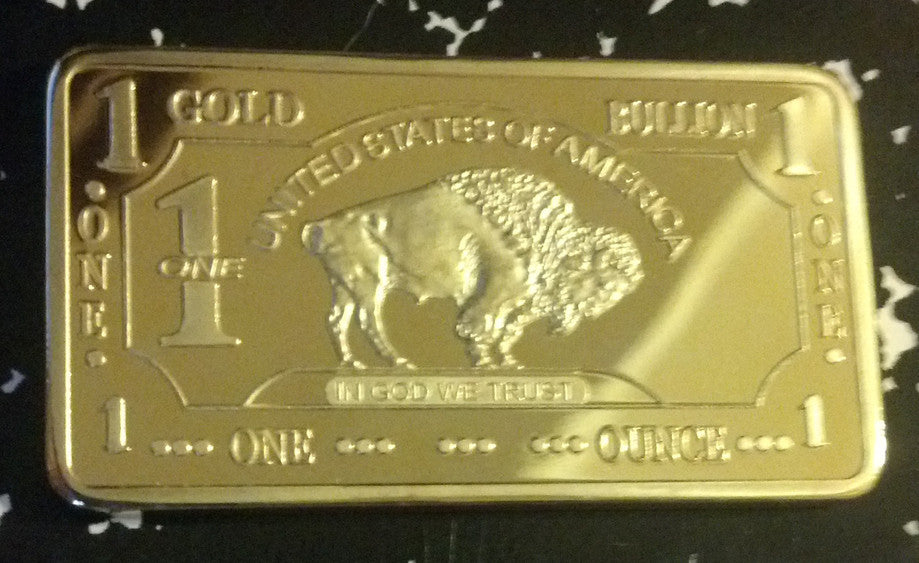 1 GOLD BULLION 1
UNITED STATES OF AMERICA
• ONE •
1
ONE
• ONE •
IN GOD WE TRUST
1 ••• ONE ••• ••• ••• OUNCE ••• 1